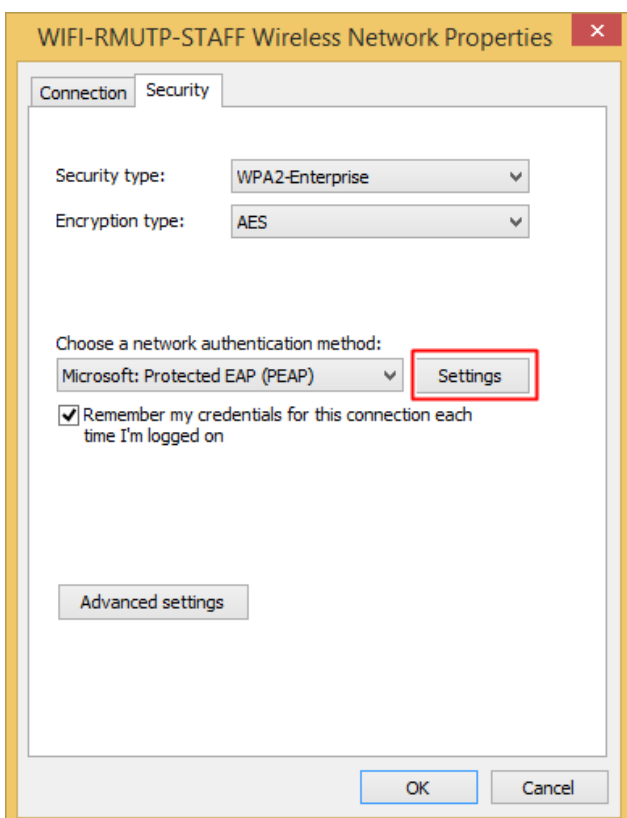 WIFI-RMUTP-STAFF Wireless Network Properties
Connection Security
Security type: WPA2-Enterprise
Encryption type: AES
Choose a network authentication method:
Microsoft: Protected EAP (PEAP) Settings
Remember my credentials for this connection each
time I'm logged on
Advanced settings
OK Cancel